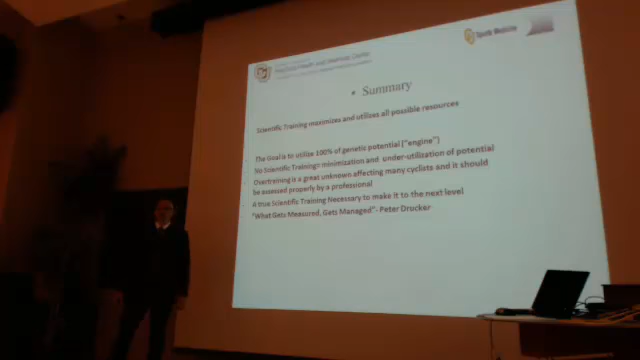 Sports Medicine
• Summary
Scientific Training maximizes and utilizes all possible resources
The Goal is to utilize 100% of genetic potential ("engine")
No Scientific Training= minimization and under-utilization of potential
Overtraining is a great unknown affecting many cyclists and it should
be assessed properly by a professional
A true Scientific Training Necessary to make it to the next level
"What Gets Measured, Gets Managed"- Peter Drucker